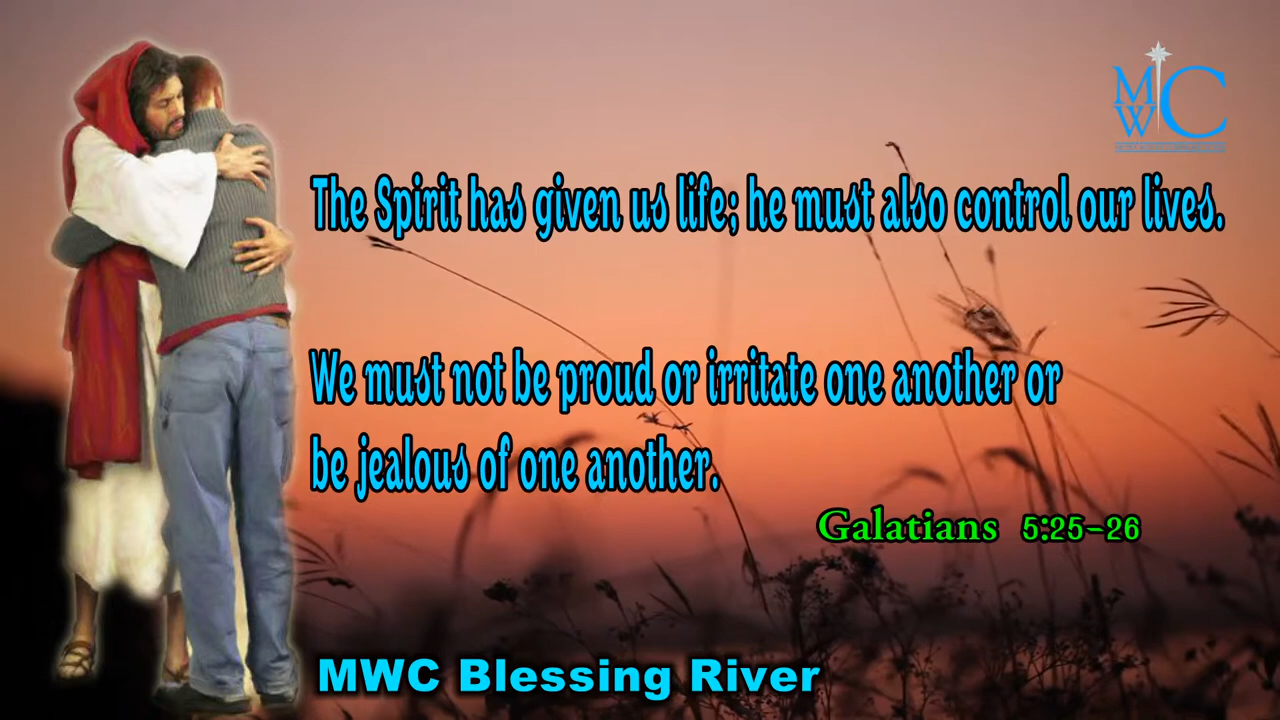 MWC
The Spirit has given us life; he must also control our lives.
We must not be proud or irritate one another or
be jealous of one another.
Galatians 5:25-26
MWC Blessing River